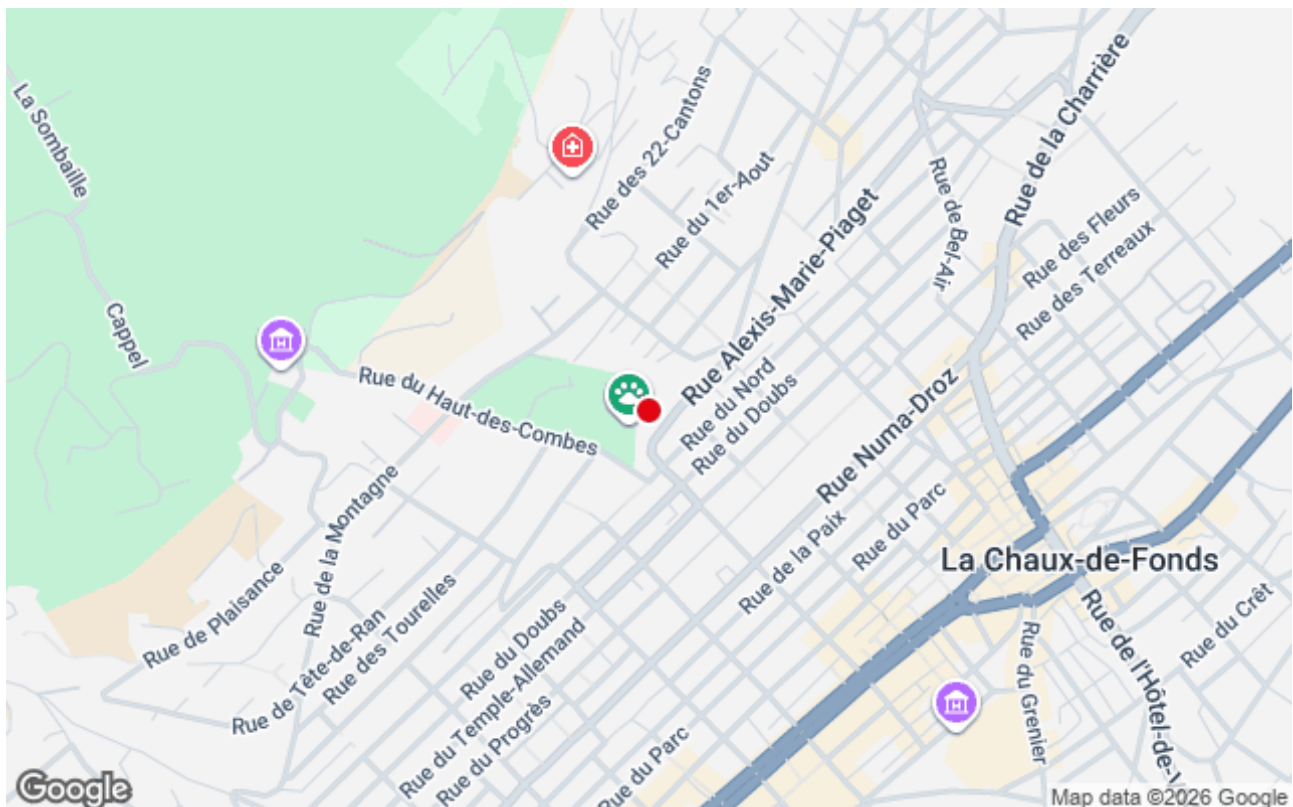 La Sombaille
Rue des 22-Cantons
Rue du 1er-Aout
Rue de la Charrière
Rue de Bel-Air
Rue des Fleurs
Rue des Terreaux
Cappel
Rue Alexis-Marie-Piaget
Rue du Haut-des-Combes
Rue du Nord
Rue du Doubs
Rue Numa-Droz
Rue de la Montagne
Rue du Parc
Rue de la Paix
La Chaux-de-Fonds
Rue de Plaisance
Rue de Tête-de-Ran
Rue des Tourelles
Rue du Doubs
Rue du Temple-Allemand
Rue du Progrès
Rue du Parc
Rue du Grenier
Rue de l'Hôtel-de-V
Rue du Crêt
Google
Map data ©2026 Google